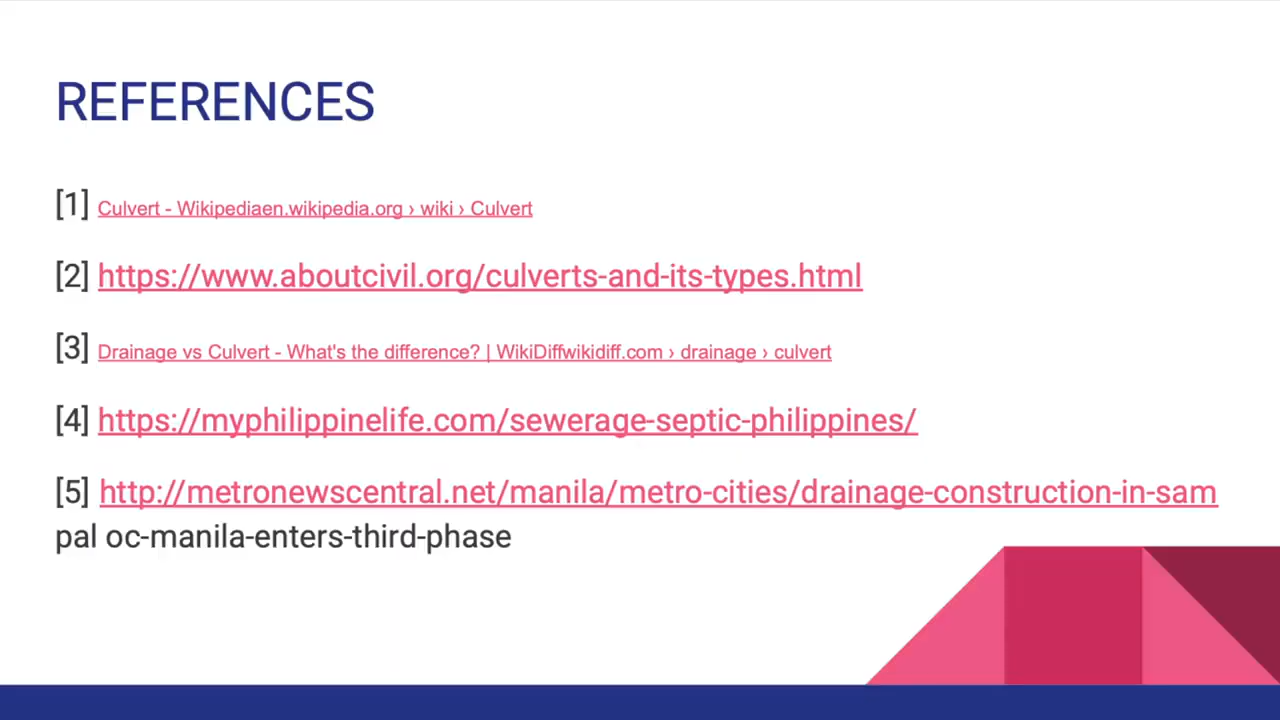 REFERENCES
[1] Culvert - Wikipediaen.wikipedia.org › wiki › Culvert
[2] https://www.aboutcivil.org/culverts-and-its-types.html
[3] Drainage vs Culvert - What's the difference? | WikiDiffwikidiff.com › drainage › culvert
[4] https://myphilippinelife.com/sewerage-septic-philippines/
[5] http://metronewscentral.net/manila/metro-cities/drainage-construction-in-sam
pal oc-manila-enters-third-phase